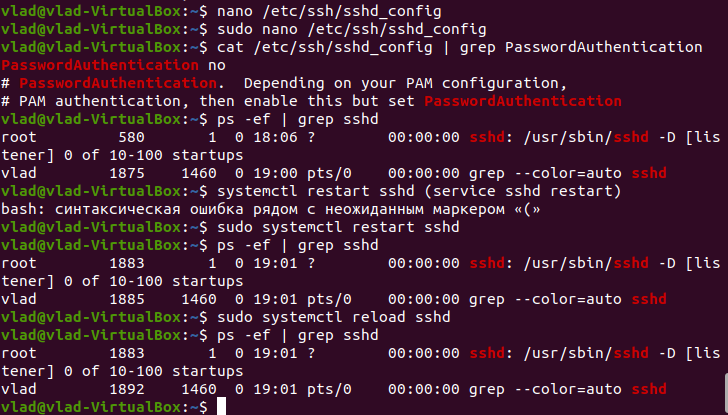 vlad@vlad-VirtualBox:~$ nano /etc/ssh/sshd_config
vlad@vlad-VirtualBox:~$ sudo nano /etc/ssh/sshd_config
vlad@vlad-VirtualBox:~$ cat /etc/ssh/sshd_config | grep PasswordAuthentication
PasswordAuthentication no
# PasswordAuthentication.  Depending on your PAM configuration,
# PAM authentication, then enable this but set PasswordAuthentication
vlad@vlad-VirtualBox:~$ ps -ef | grep sshd
root         580       1  0 18:06 ?        00:00:00 sshd: /usr/sbin/sshd -D [lis
tener] 0 of 10-100 startups
vlad        1875    1460  0 19:00 pts/0    00:00:00 grep --color=auto sshd
vlad@vlad-VirtualBox:~$ systemctl restart sshd (service sshd restart)
bash: синтаксическая ошибка рядом с неожиданным маркером «(»
vlad@vlad-VirtualBox:~$ sudo systemctl restart sshd
vlad@vlad-VirtualBox:~$ ps -ef | grep sshd
root        1883       1  0 19:01 ?        00:00:00 sshd: /usr/sbin/sshd -D [lis
tener] 0 of 10-100 startups
vlad        1885    1460  0 19:01 pts/0    00:00:00 grep --color=auto sshd
vlad@vlad-VirtualBox:~$ sudo systemctl reload sshd
vlad@vlad-VirtualBox:~$ ps -ef | grep sshd
root        1883       1  0 19:01 ?        00:00:00 sshd: /usr/sbin/sshd -D [lis
tener] 0 of 10-100 startups
vlad        1892    1460  0 19:01 pts/0    00:00:00 grep --color=auto sshd
vlad@vlad-VirtualBox:~$